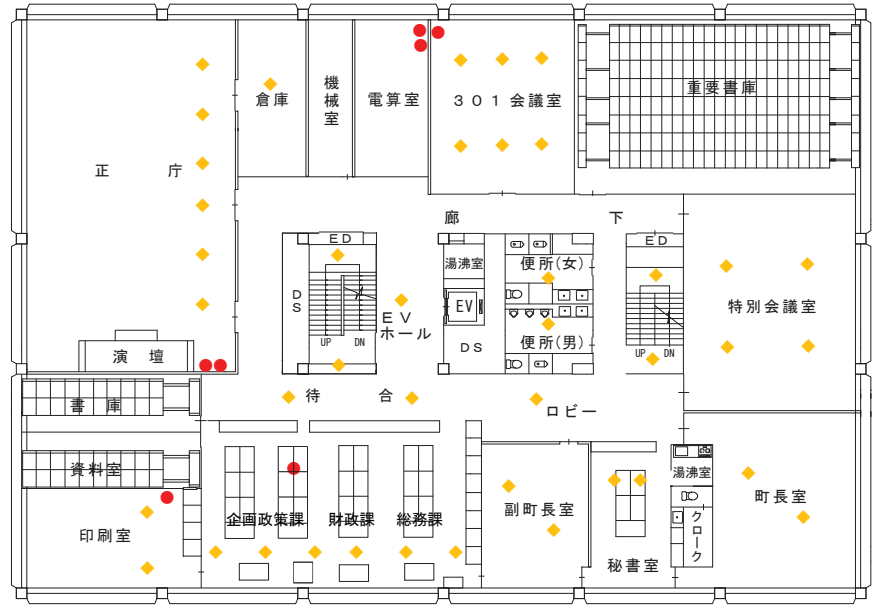 正庁
倉庫
機械室
電算室
301会議室
重要書庫
廊下
ED
DS
UP DN
EV
ホール
湯沸室
EV
DS
便所(女)
便所(男)
ED
UP DN
特別会議室
演壇
書庫
待合
ロビー
資料室
印刷室
企画政策課
財政課
総務課
副町長室
秘書室
湯沸室
クローク
町長室